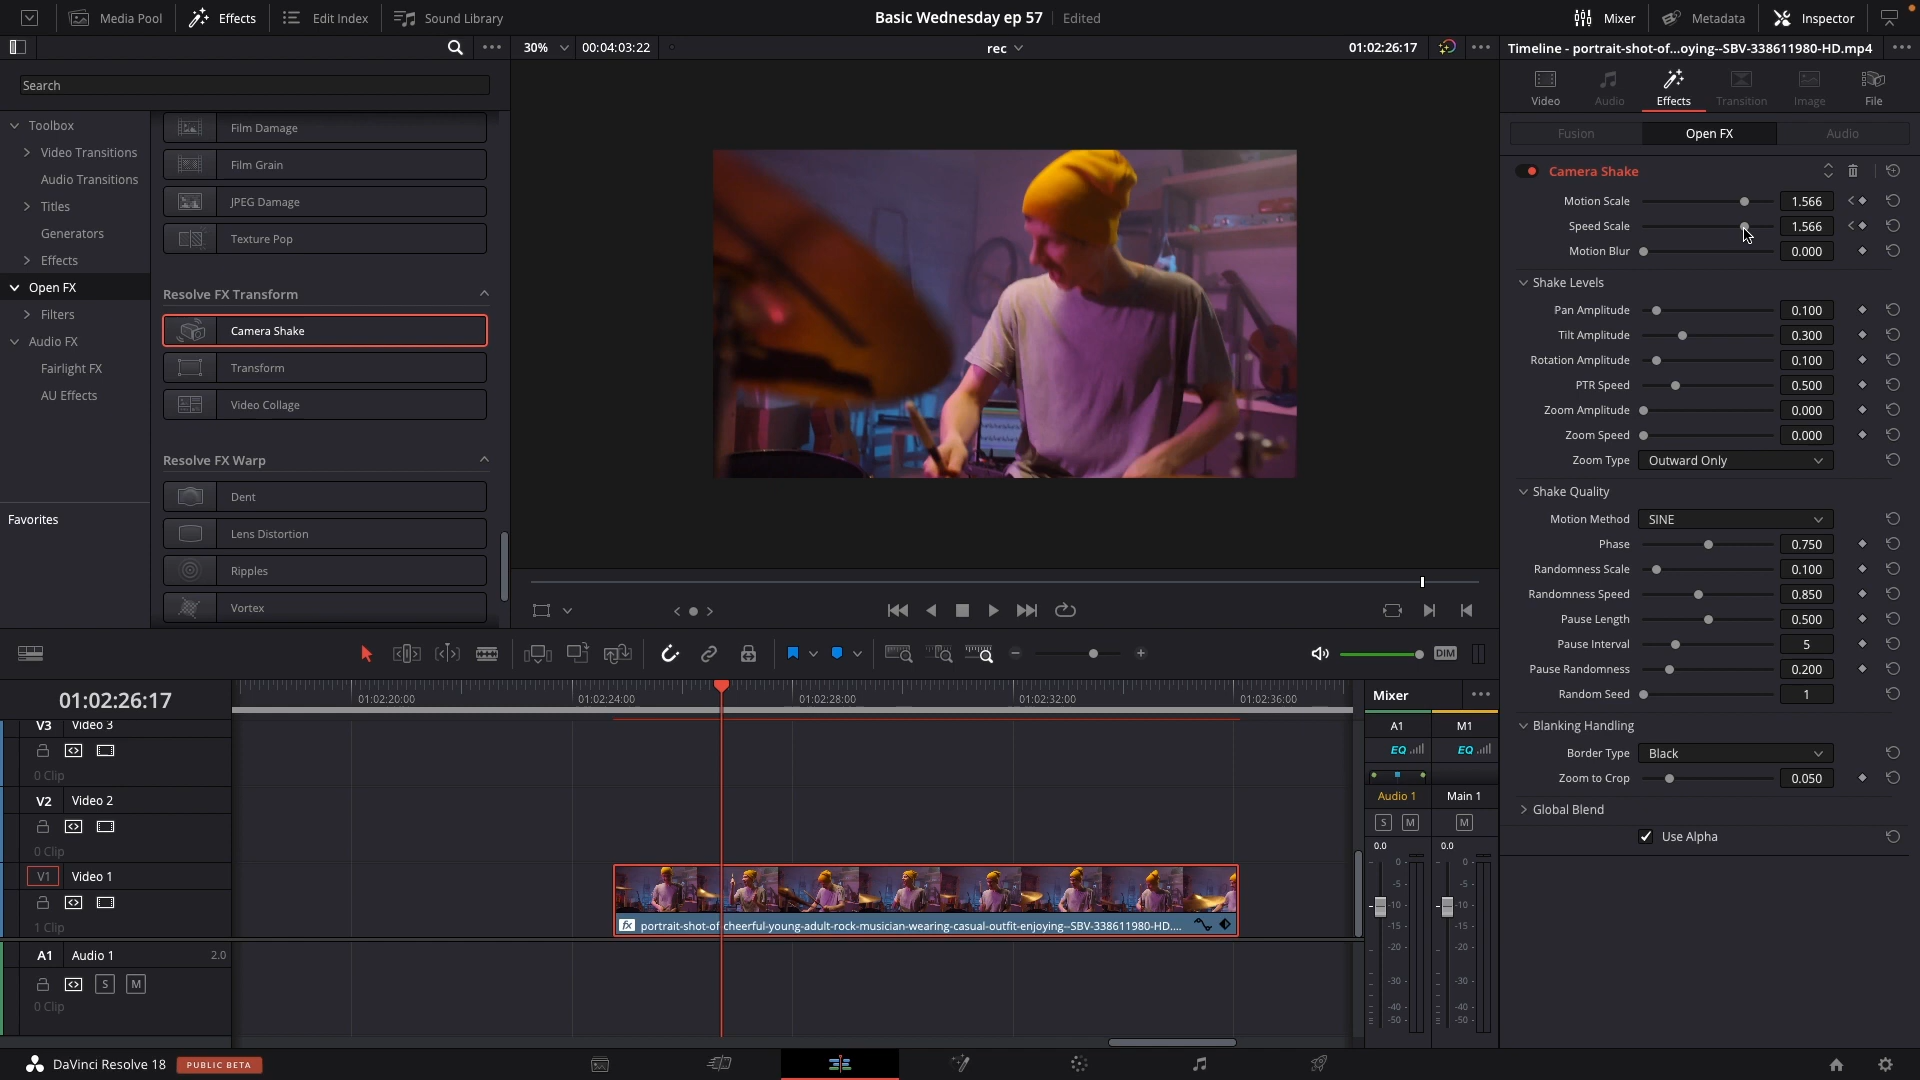 Media Pool
Effects
Edit Index
Sound Library
Basic Wednesday ep 57
Edited
Mixer
Metadata
Inspector
30%
00:04:03:22
rec
01:02:26:17
Timeline - portrait-shot-of...oying--SBV-338611980-HD.mp4
Search
Toolbox
Video Transitions
Audio Transitions
Titles
Generators
Effects
Open FX
Filters
Audio FX
Fairlight FX
AU Effects
Favorites
Film Damage
Film Grain
JPEG Damage
Texture Pop
Resolve FX Transform
Camera Shake
Transform
Video Collage
Resolve FX Warp
Dent
Lens Distortion
Ripples
Vortex
Video
Audio
Effects
Transition
Image
File
Fusion
Open FX
Audio
Camera Shake
Motion Scale 1.566
Speed Scale 1.566
Motion Blur 0.000
Shake Levels
Pan Amplitude 0.100
Tilt Amplitude 0.300
Rotation Amplitude 0.100
PTR Speed 0.500
Zoom Amplitude 0.000
Zoom Speed 0.000
Zoom Type Outward Only
Shake Quality
Motion Method SINE
Phase 0.750
Randomness Scale 0.100
Randomness Speed 0.850
Pause Length 0.500
Pause Interval 5
Pause Randomness 0.200
Random Seed 1
Blanking Handling
Border Type Black
Zoom to Crop 0.050
Global Blend
Use Alpha
DIM
01:02:26:17
01:02:20:00
01:02:24:00
01:02:28:00
01:02:32:00
01:02:36:00
V3 Video 3
0 Clip
V2 Video 2
0 Clip
V1 Video 1
1 Clip
fx portrait-shot-of-cheerful-young-adult-rock-musician-wearing-casual-outfit-enjoying--SBV-338611980-HD....
A1 Audio 1 2.0
S M
0 Clip
Mixer
A1 M1
EQ EQ
Audio 1 Main 1
S M M
0.0 0.0
0 0
-5 -5
-10 -10
-15 -15
-20 -20
-30 -30
-40 -40
-50 -50
DaVinci Resolve 18
PUBLIC BETA